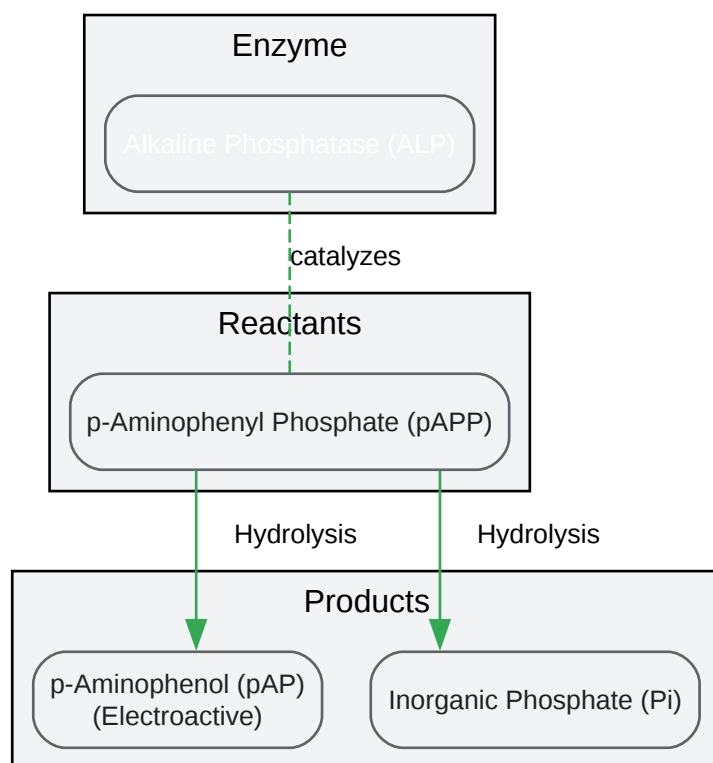 Enzyme
Alkaline Phosphatase (ALP)
catalyzes
Reactants
p-Aminophenyl Phosphate (pAPP)
Hydrolysis
Hydrolysis
Products
p-Aminophenol (pAP)
(Electroactive)
Inorganic Phosphate (Pi)